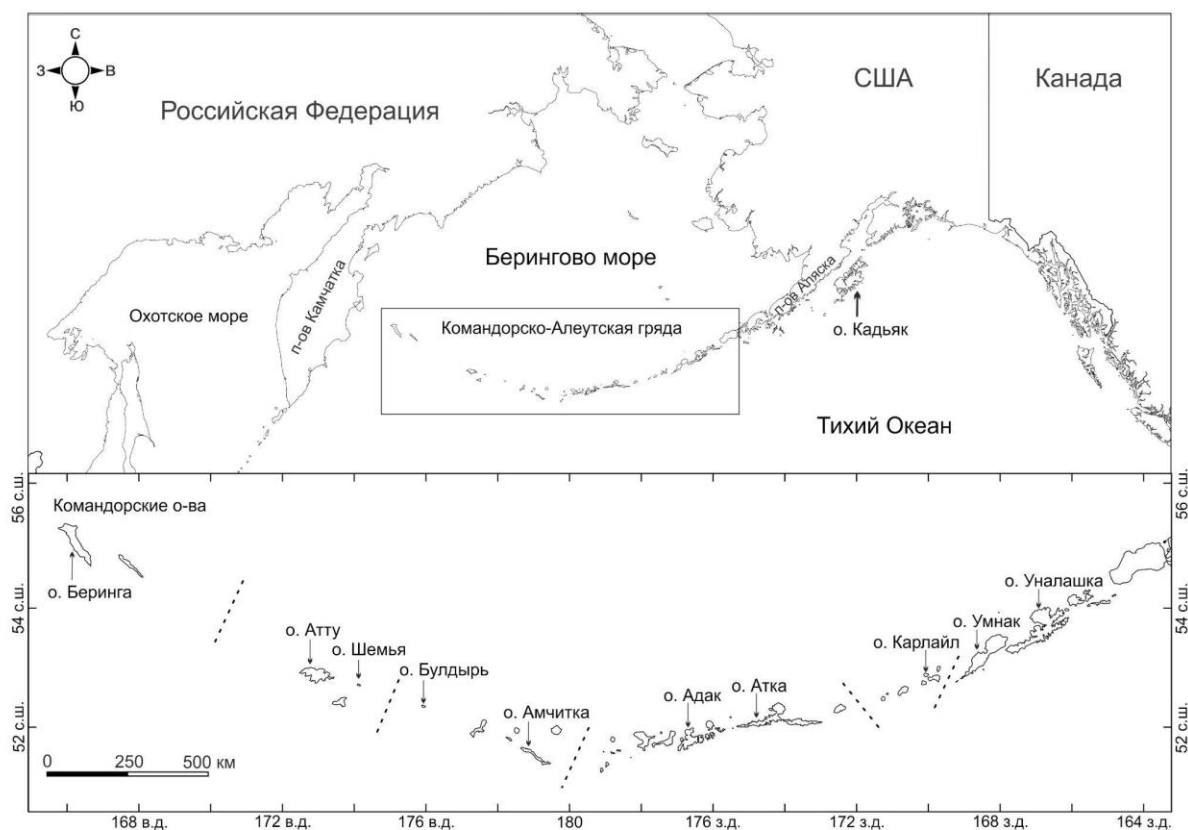 С
З В
Ю
США
Канада
Российская Федерация
Берингово море
п-ов Камчатка
п-ов Аляска
Охотское море
Командорско-Алеутская гряда
о. Кадьяк
Тихий Океан
56 с.ш.
56 с.ш.
Командорские о-ва
о. Беринга
о. Уналашка
54 с.ш.
54 с.ш.
о. Умнак
о. Атту
о. Карлайл
о. Шемья
о. Булдырь
о. Адак
о. Атка
о. Амчитка
52 с.ш.
52 с.ш.
0 250 500 км
168 в.д. 172 в.д. 176 в.д. 180 176 з.д. 172 з.д. 168 з.д. 164 з.д.